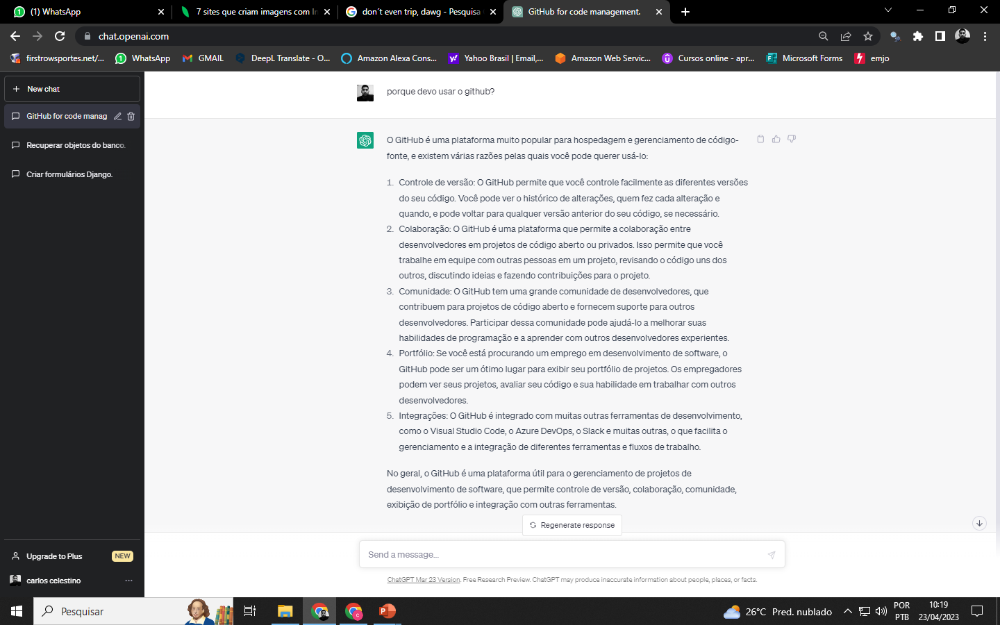 (1) WhatsApp
7 sites que criam imagens com In
don´t even trip, dawg - Pesquisa
GitHub for code management.
chat.openai.com
firstrowsportes.net/...
WhatsApp
GMAIL
DeepL Translate - O...
Amazon Alexa Cons...
Yahoo Brasil | Email,...
Amazon Web Servic...
Cursos online - apr...
Microsoft Forms
emjo
New chat
GitHub for code manag
Recuperar objetos do banco.
Criar formulários Django.
porque devo usar o github?
O GitHub é uma plataforma muito popular para hospedagem e gerenciamento de código-
fonte, e existem várias razões pelas quais você pode querer usá-lo:
1. Controle de versão: O GitHub permite que você controle facilmente as diferentes versões
do seu código. Você pode ver o histórico de alterações, quem fez cada alteração e
quando, e pode voltar para qualquer versão anterior do seu código, se necessário.
2. Colaboração: O GitHub é uma plataforma que permite a colaboração entre
desenvolvedores em projetos de código aberto ou privados. Isso permite que você
trabalhe em equipe com outras pessoas em um projeto, revisando o código uns dos
outros, discutindo ideias e fazendo contribuições para o projeto.
3. Comunidade: O GitHub tem uma grande comunidade de desenvolvedores, que
contribuem para projetos de código aberto e fornecem suporte para outros
desenvolvedores. Participar dessa comunidade pode ajudá-lo a melhorar suas
habilidades de programação e a aprender com outros desenvolvedores experientes.
4. Portfólio: Se você está procurando um emprego em desenvolvimento de software, o
GitHub pode ser um ótimo lugar para exibir seu portfólio de projetos. Os empregadores
podem ver seus projetos, avaliar seu código e sua habilidade em trabalhar com outros
desenvolvedores.
5. Integrações: O GitHub é integrado com muitas outras ferramentas de desenvolvimento,
como o Visual Studio Code, o Azure DevOps, o Slack e muitas outras, o que facilita o
gerenciamento e a integração de diferentes ferramentas e fluxos de trabalho.
No geral, o GitHub é uma plataforma útil para o gerenciamento de projetos de
desenvolvimento de software, que permite controle de versão, colaboração, comunidade,
exibição de portfólio e integração com outras ferramentas.
Regenerate response
Send a message...
ChatGPT Mar 23 Version. Free Research Preview. ChatGPT may produce inaccurate information about people, places, or facts.
Upgrade to Plus
NEW
carlos celestino
Pesquisar
26°C Pred. nublado
POR
PTB
10:19
23/04/2023